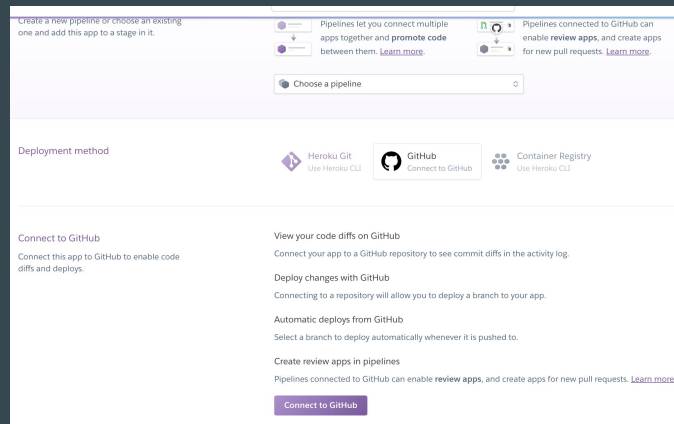 Create a new pipeline or choose an existing
one and add this app to a stage in it.
Pipelines let you connect multiple
apps together and promote code
between them. Learn more.
Pipelines connected to GitHub can
enable review apps, and create apps
for new pull requests. Learn more.
Choose a pipeline
Deployment method
Heroku Git
Use Heroku CLI
GitHub
Connect to GitHub
Container Registry
Use Heroku CLI
Connect to GitHub
Connect this app to GitHub to enable code
diffs and deploys.
View your code diffs on GitHub
Connect your app to a GitHub repository to see commit diffs in the activity log.
Deploy changes with GitHub
Connecting to a repository will allow you to deploy a branch to your app.
Automatic deploys from GitHub
Select a branch to deploy automatically whenever it is pushed to.
Create review apps in pipelines
Pipelines connected to GitHub can enable review apps, and create apps for new pull requests. Learn more
Connect to GitHub